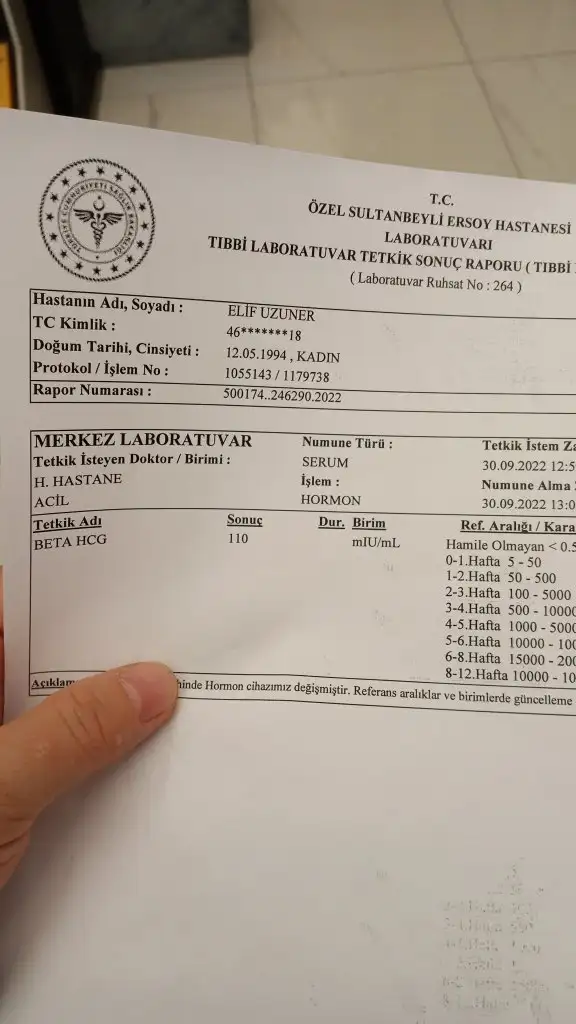 T.C.
ÖZEL SULTANBEYLİ ERSOY HASTANESİ
LABORATUVARI
TIBBİ LABORATUVAR TETKİK SONUÇ RAPORU ( TIBBİ
( Laboratuvar Ruhsat No : 264 )
Hastanın Adı, Soyadı : ELİF UZUNER
TC Kimlik : 46*******18
Doğum Tarihi, Cinsiyeti : 12.05.1994 , KADIN
Protokol / İşlem No : 1055143 / 1179738
Rapor Numarası : 500174..246290.2022
MERKEZ LABORATUVAR Numune Türü : Tetkik İstem Za
Tetkik İsteyen Doktor / Birimi : SERUM 30.09.2022 12:5
H. HASTANE İşlem : Numune Alma
ACİL HORMON 30.09.2022 13:0
Tetkik Adı Sonuç Dur. Birim Ref. Aralığı / Kara
BETA HCG 110 mIU/mL Hamile Olmayan < 0.5
0-1.Hafta 5 - 50
1-2.Hafta 50 - 500
2-3.Hafta 100 - 5000
3-4.Hafta 500 - 10000
4-5.Hafta 1000 - 5000
5-6.Hafta 10000 - 100
6-8.Hafta 15000 - 200
8-12.Hafta 10000 - 10
Açıklam hinde Hormon cihazımız değişmiştir. Referans aralıklar ve birimlerde güncelleme